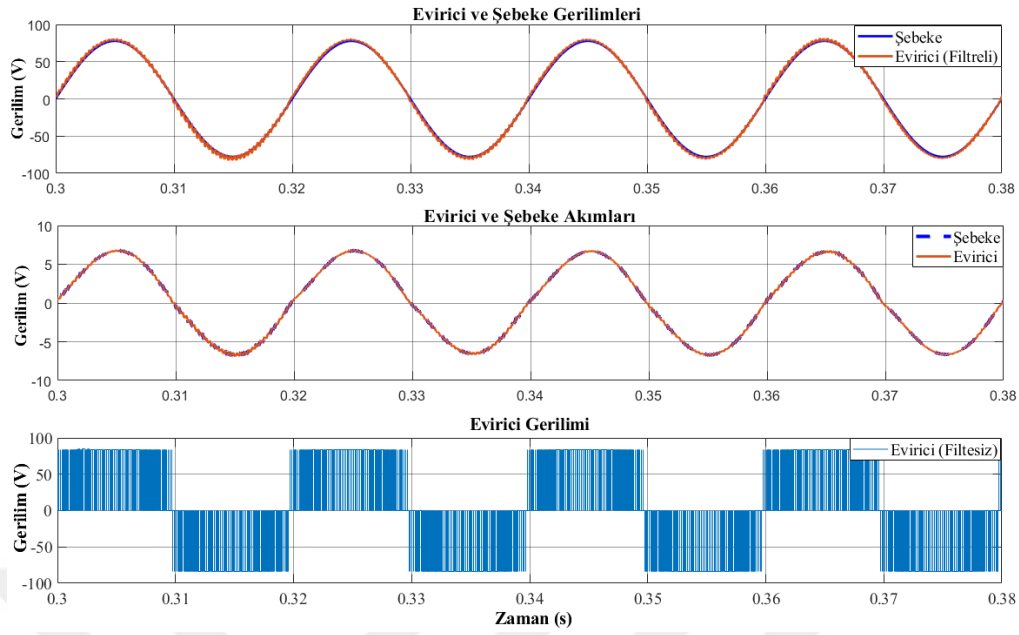 Evirici ve Şebeke Gerilimleri
Gerilim (V)
100
50
0
-50
-100
Şebeke
Evirici (Filtreli)
0.3 0.31 0.32 0.33 0.34 0.35 0.36 0.37 0.38
Evirici ve Şebeke Akımları
Gerilim (V)
10
5
0
-5
-10
Şebeke
Evirici
0.3 0.31 0.32 0.33 0.34 0.35 0.36 0.37 0.38
Evirici Gerilimi
Gerilim (V)
100
50
0
-50
-100
Evirici (Filtesiz)
0.3 0.31 0.32 0.33 0.34 0.35 0.36 0.37 0.38
Zaman (s)